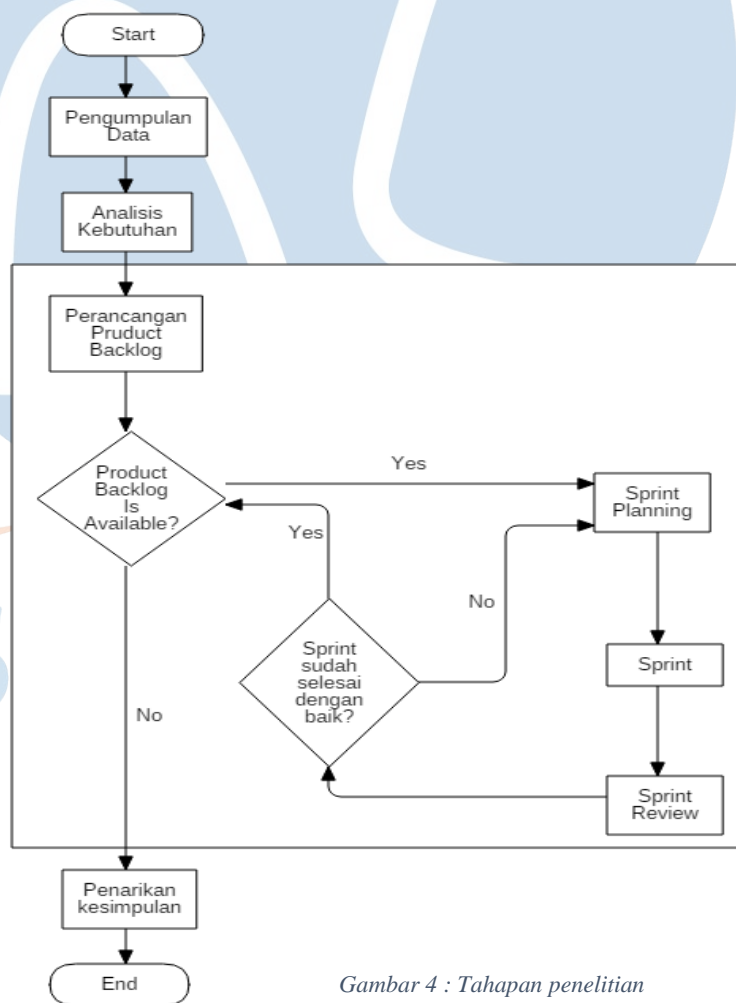 Start
Pengumpulan
Data
Analisis
Kebutuhan
Perancangan
Pruduct
Backlog
Product
Backlog
Is
Available?
Yes
Sprint
Planning
Yes
No
Sprint
sudah
selesai
dengan
baik?
Sprint
No
Sprint
Review
Penarikan
kesimpulan
End
Gambar 4 : Tahapan penelitian